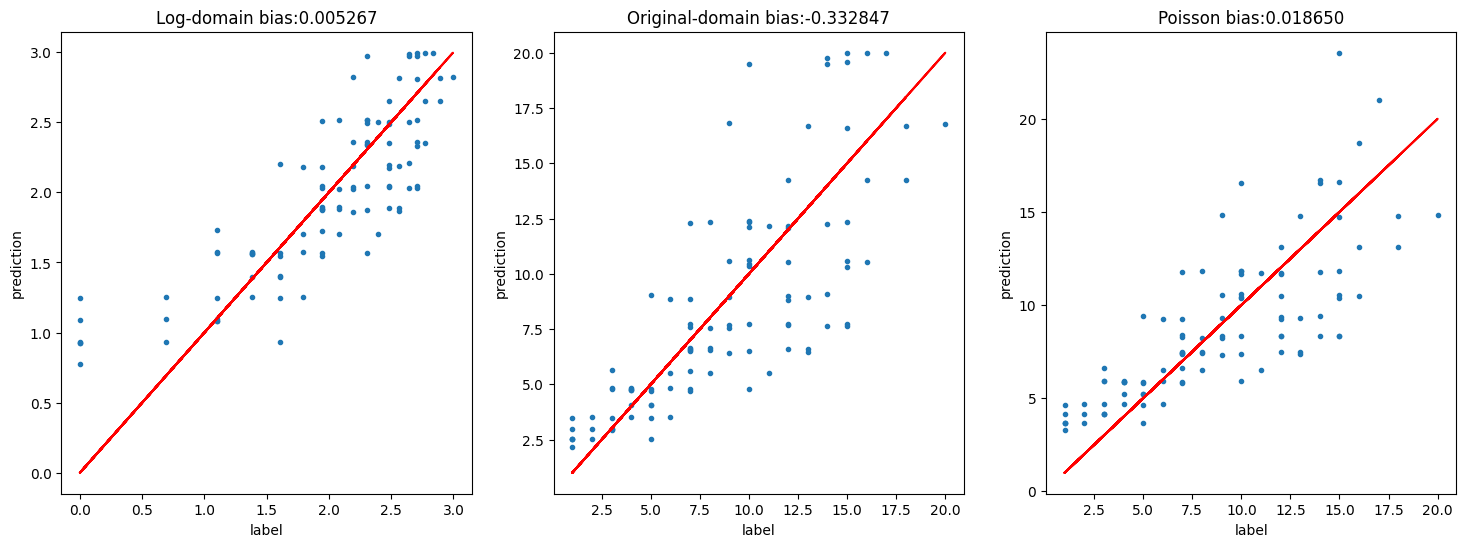 Log-domain bias:0.005267
3.0
2.5
2.0
1.5
1.0
0.5
0.0
prediction
0.0 0.5 1.0 1.5 2.0 2.5 3.0
label
Original-domain bias:-0.332847
20.0
17.5
15.0
12.5
10.0
7.5
5.0
2.5
prediction
2.5 5.0 7.5 10.0 12.5 15.0 17.5 20.0
label
Poisson bias:0.018650
20
15
10
5
0
prediction
2.5 5.0 7.5 10.0 12.5 15.0 17.5 20.0
label